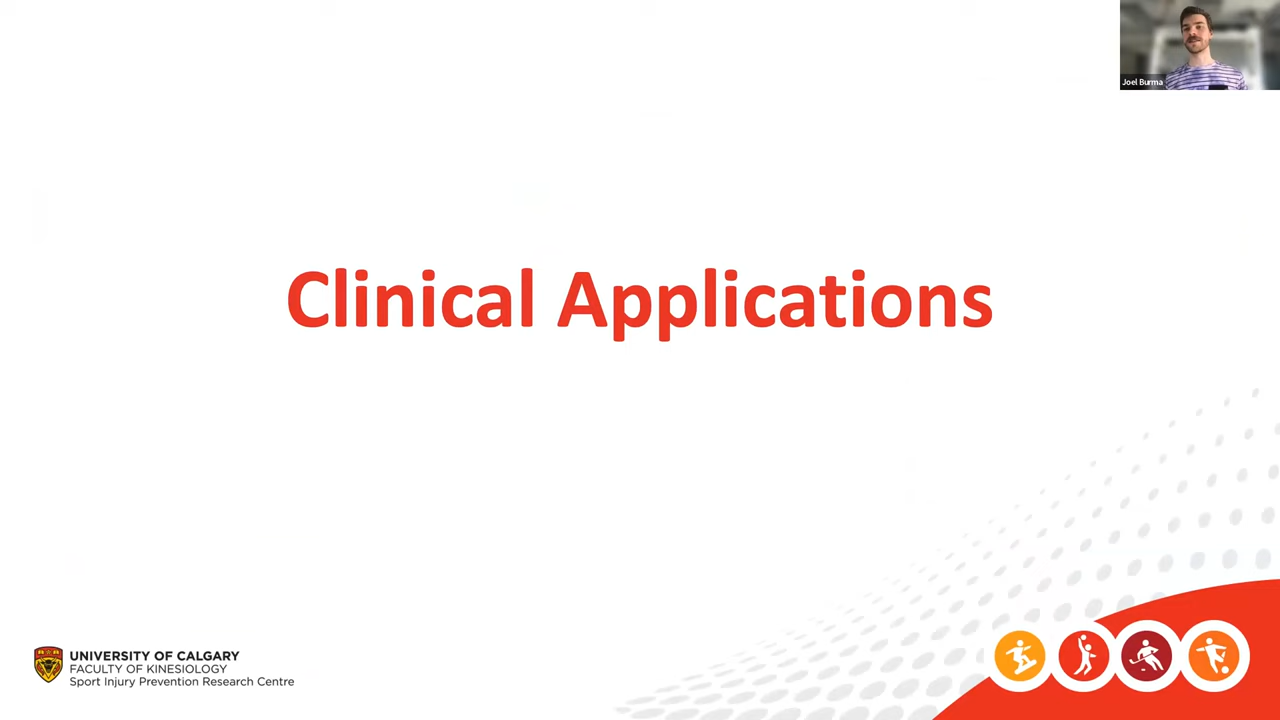 Joel Burma
Clinical Applications
UNIVERSITY OF CALGARY
FACULTY OF KINESIOLOGY
Sport Injury Prevention Research Centre